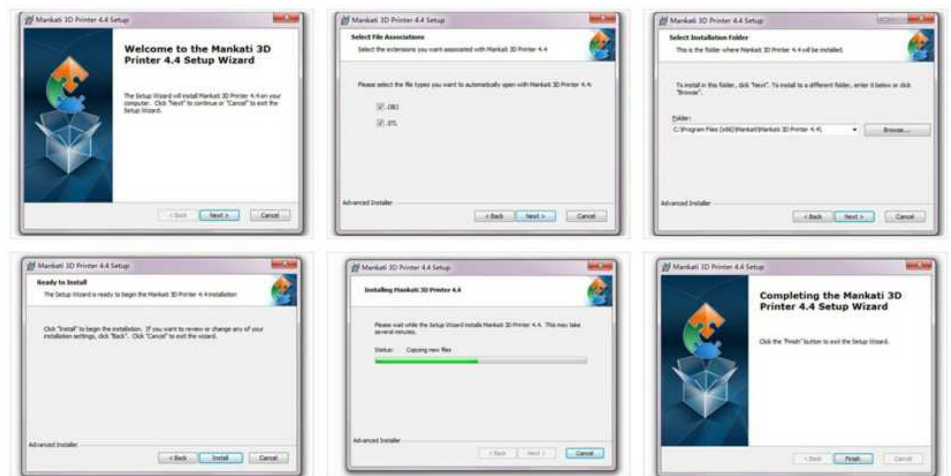 Mankati 3D Printer 4.4 Setup
Welcome to the Mankati 3D
Printer 4.4 Setup Wizard
The Setup Wizard will install Mankati 3D Printer 4.4 on your
computer. Click "Next" to continue or "Cancel" to exit the
Setup Wizard.
< Back
Next >
Cancel
Mankati 3D Printer 4.4 Setup
Select File Associations
Select the extensions you want associated with Mankati 3D Printer 4.4
Please select the file types you want to automatically open with Mankati 3D Printer 4.4:
.OBJ
.STL
Advanced Installer
< Back
Next >
Cancel
Mankati 3D Printer 4.4 Setup
Select Installation Folder
This is the folder where Mankati 3D Printer 4.4 will be installed.
To install in this folder, click "Next". To install to a different folder, enter it below or click
"Browse".
Folder:
C:\Program Files (x86)\Mankati\Mankati 3D Printer 4.4\
Browse...
Advanced Installer
< Back
Next >
Cancel
Mankati 3D Printer 4.4 Setup
Ready to Install
The Setup Wizard is ready to begin the Mankati 3D Printer 4.4 installation
Click "Install" to begin the installation. If you want to review or change any of your
installation settings, click "Back". Click "Cancel" to exit the wizard.
Advanced Installer
< Back
Install
Cancel
Mankati 3D Printer 4.4 Setup
Installing Mankati 3D Printer 4.4
Please wait while the Setup Wizard installs Mankati 3D Printer 4.4. This may take
several minutes.
Status: Copying new files
Advanced Installer
< Back
Next >
Cancel
Mankati 3D Printer 4.4 Setup
Completing the Mankati 3D
Printer 4.4 Setup Wizard
Click the "Finish" button to exit the Setup Wizard.
< Back
Finish
Cancel